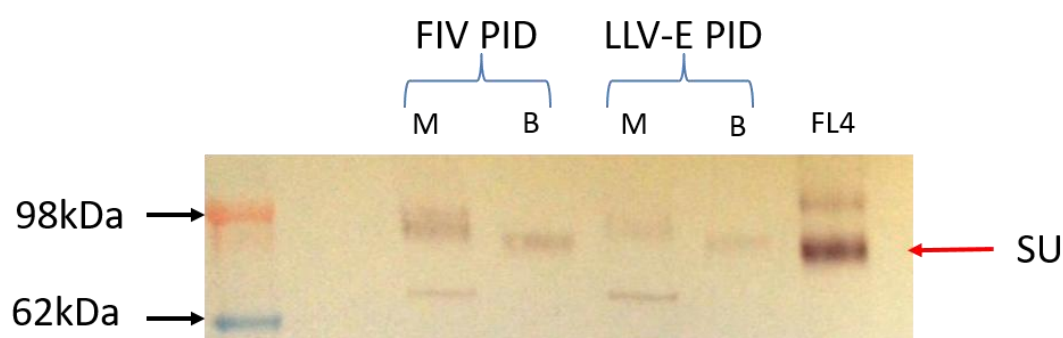 FIV PID LLV-E PID
M B M B FL4
98kDa
SU
62kDa